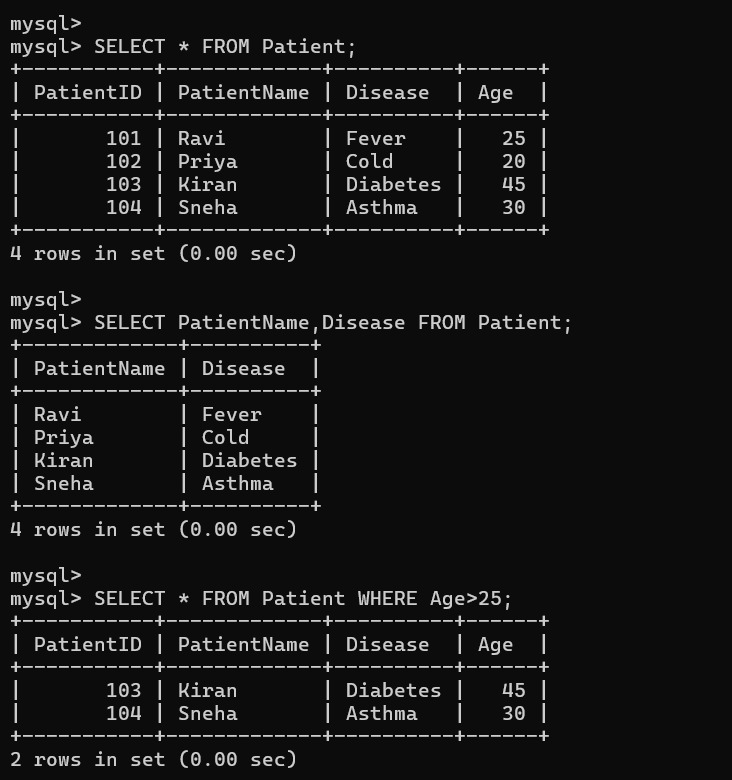 mysql>
mysql> SELECT * FROM Patient;
+-----------+-------------+----------+------+
| PatientID | PatientName | Disease  | Age  |
+-----------+-------------+----------+------+
|       101 | Ravi        | Fever    |   25 |
|       102 | Priya       | Cold     |   20 |
|       103 | Kiran       | Diabetes |   45 |
|       104 | Sneha       | Asthma   |   30 |
+-----------+-------------+----------+------+
4 rows in set (0.00 sec)

mysql>
mysql> SELECT PatientName,Disease FROM Patient;
+-------------+----------+
| PatientName | Disease  |
+-------------+----------+
| Ravi        | Fever    |
| Priya       | Cold     |
| Kiran       | Diabetes |
| Sneha       | Asthma   |
+-------------+----------+
4 rows in set (0.00 sec)

mysql>
mysql> SELECT * FROM Patient WHERE Age>25;
+-----------+-------------+----------+------+
| PatientID | PatientName | Disease  | Age  |
+-----------+-------------+----------+------+
|       103 | Kiran       | Diabetes |   45 |
|       104 | Sneha       | Asthma   |   30 |
+-----------+-------------+----------+------+
2 rows in set (0.00 sec)